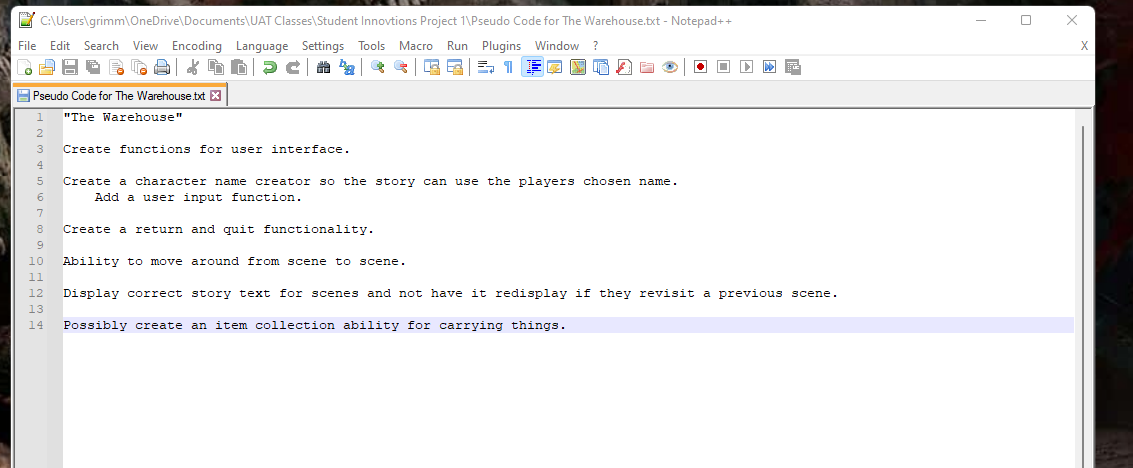 C:\Users\grimm\OneDrive\Documents\UAT Classes\Student Innovtions Project 1\Pseudo Code for The Warehouse.txt - Notepad++
File Edit Search View Encoding Language Settings Tools Macro Run Plugins Window ? X
Pseudo Code for The Warehouse.txt
1 "The Warehouse"
2
3 Create functions for user interface.
4
5 Create a character name creator so the story can use the players chosen name.
6 Add a user input function.
7
8 Create a return and quit functionality.
9
10 Ability to move around from scene to scene.
11
12 Display correct story text for scenes and not have it redisplay if they revisit a previous scene.
13
14 Possibly create an item collection ability for carrying things.